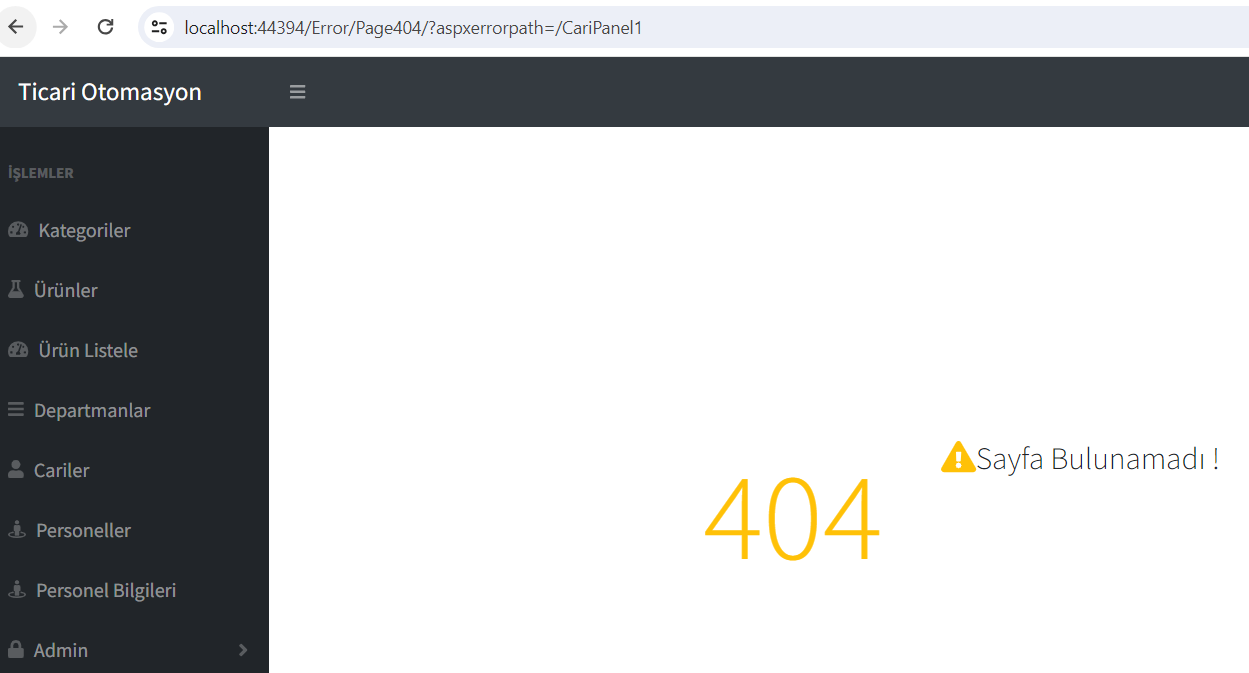 localhost:44394/Error/Page404/?aspxerrorpath=/CariPanel1
Ticari Otomasyon
İŞLEMLER
Kategoriler
Ürünler
Ürün Listele
Departmanlar
Cariler
Personeller
Personel Bilgileri
Admin
404
Sayfa Bulunamadı !